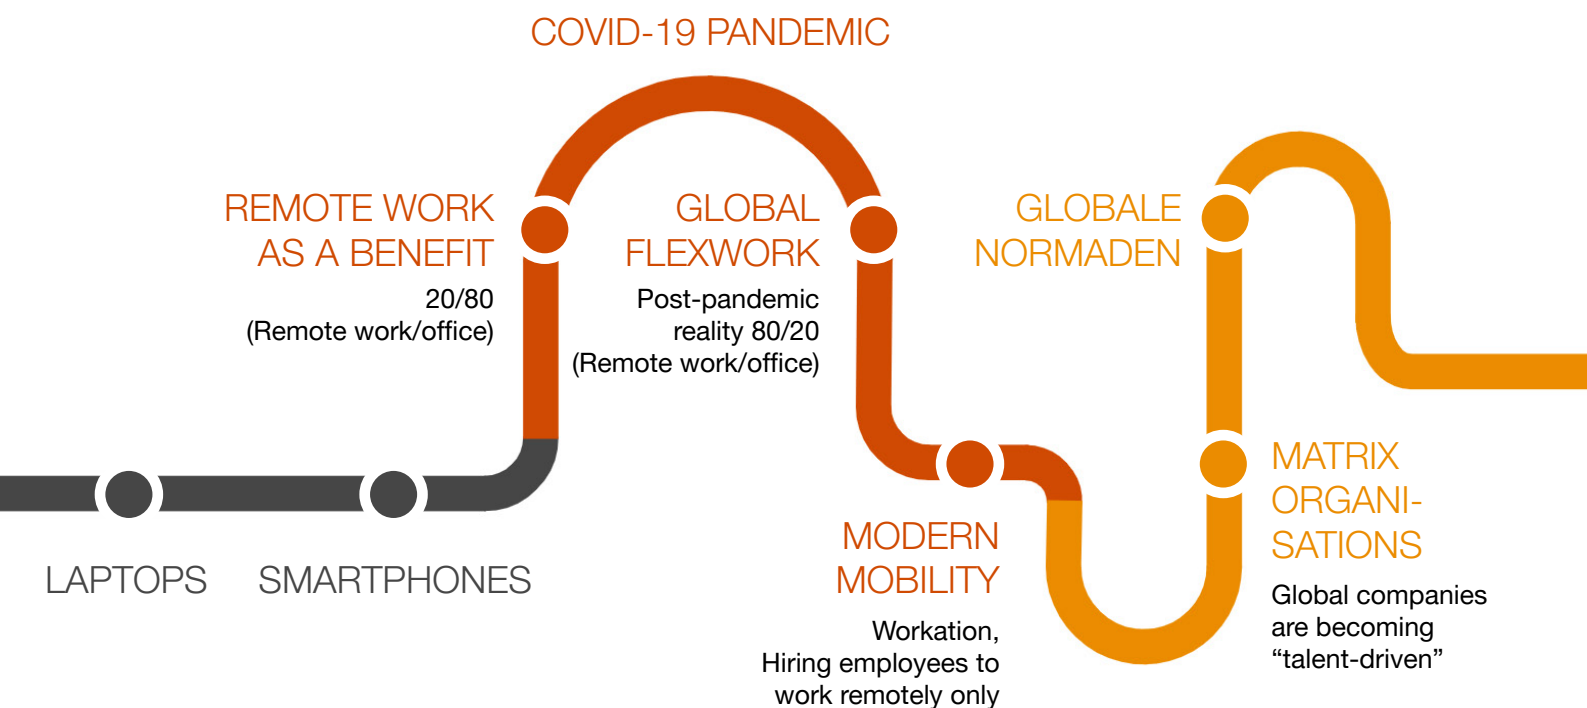 COVID-19 PANDEMIC
REMOTE WORK
AS A BENEFIT
20/80
(Remote work/office)
GLOBAL
FLEXWORK
Post-pandemic
reality 80/20
(Remote work/office)
GLOBALE
NORMADEN
LAPTOPS
SMARTPHONES
MODERN
MOBILITY
Workation,
Hiring employees to
work remotely only
MATRIX
ORGANI-
SATIONS
Global companies
are becoming
“talent-driven”